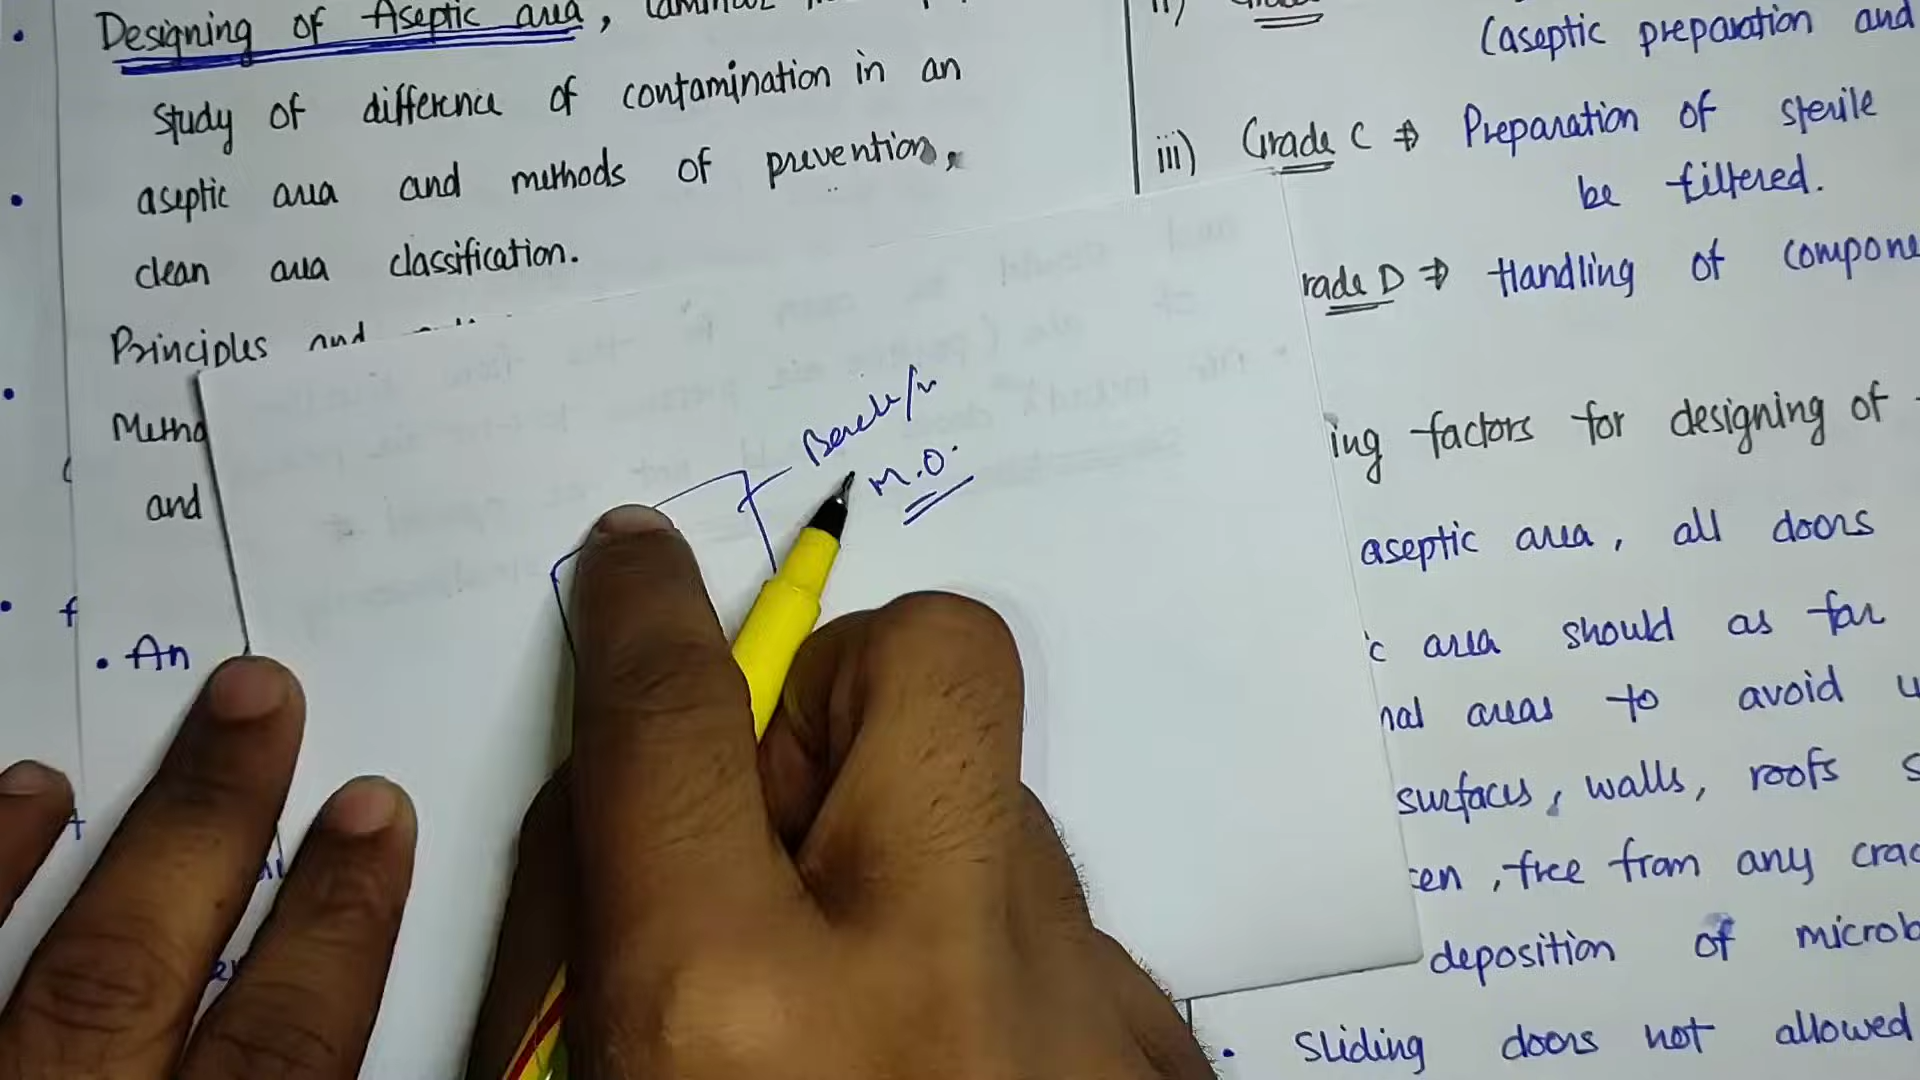 Designing of Aseptic area,
study of difference of contamination in an
aseptic area and methods of prevention,
clean area classification.
Principles and
Metho
and
An
M.O.
ii)
(aseptic preparation and
iii) Grade C ⇒ Preparation of sterile
be filtered.
rade D ⇒ Handling of compone
ing factors for designing of
aseptic area, all doors
c area should as far
nal areas to avoid u
surfaces, walls, roofs s
en, free from any crac
deposition of microb
sliding doors not allowed